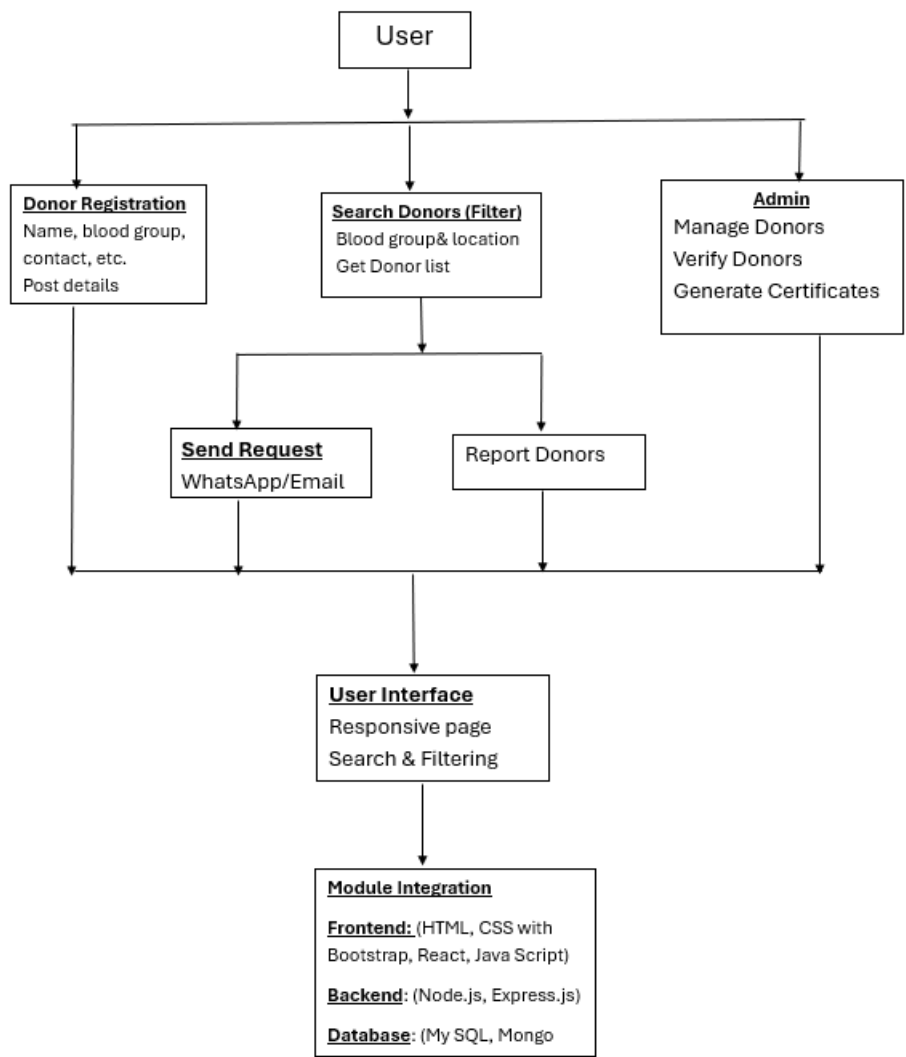 User
Donor Registration
Name, blood group,
contact, etc.
Post details
Search Donors (Filter)
Blood group& location
Get Donor list
Admin
Manage Donors
Verify Donors
Generate Certificates
Send Request
WhatsApp/Email
Report Donors
User Interface
Responsive page
Search & Filtering
Module Integration
Frontend: (HTML, CSS with
Bootstrap, React, Java Script)
Backend: (Node.js, Express.js)
Database: (My SQL, Mongo